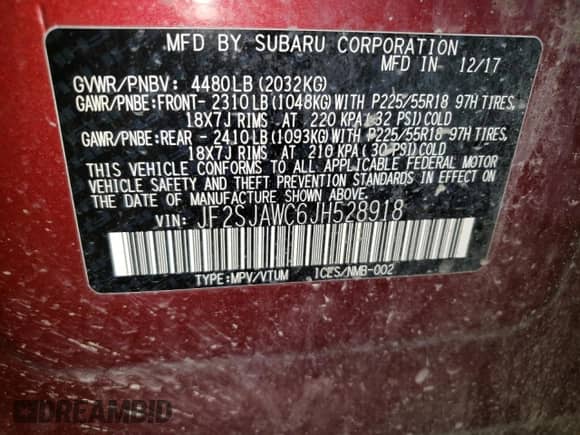 MFD BY SUBARU CORPORATION
MFD IN 12/17
GVWR/PNBV: 4480LB(2032KG)
GAWR/PNBE:FRONT- 2310LB(1048KG)WITH P225/55R18 97H TIRES,
18X7J RIMS AT 220 KPA(32 PSI)COLD
GAWR/PNBE:REAR - 2410LB(1093KG)WITH P225/55R18 97H TIRES,
18X7J RIMS AT 210 KPA(30 PSI)COLD
THIS VEHICLE CONFORMS TO ALL APPLICABLE FEDERAL MOTOR
VEHICLE SAFETY AND THEFT PREVENTION STANDARDS IN EFFECT ON
THE DATE OF MANUFACTURE SHOWN ABOVE.
VIN: JF2SJAWC6JH528918
TYPE:MPV/VTUM ICES/NMB-002
DREAMBID